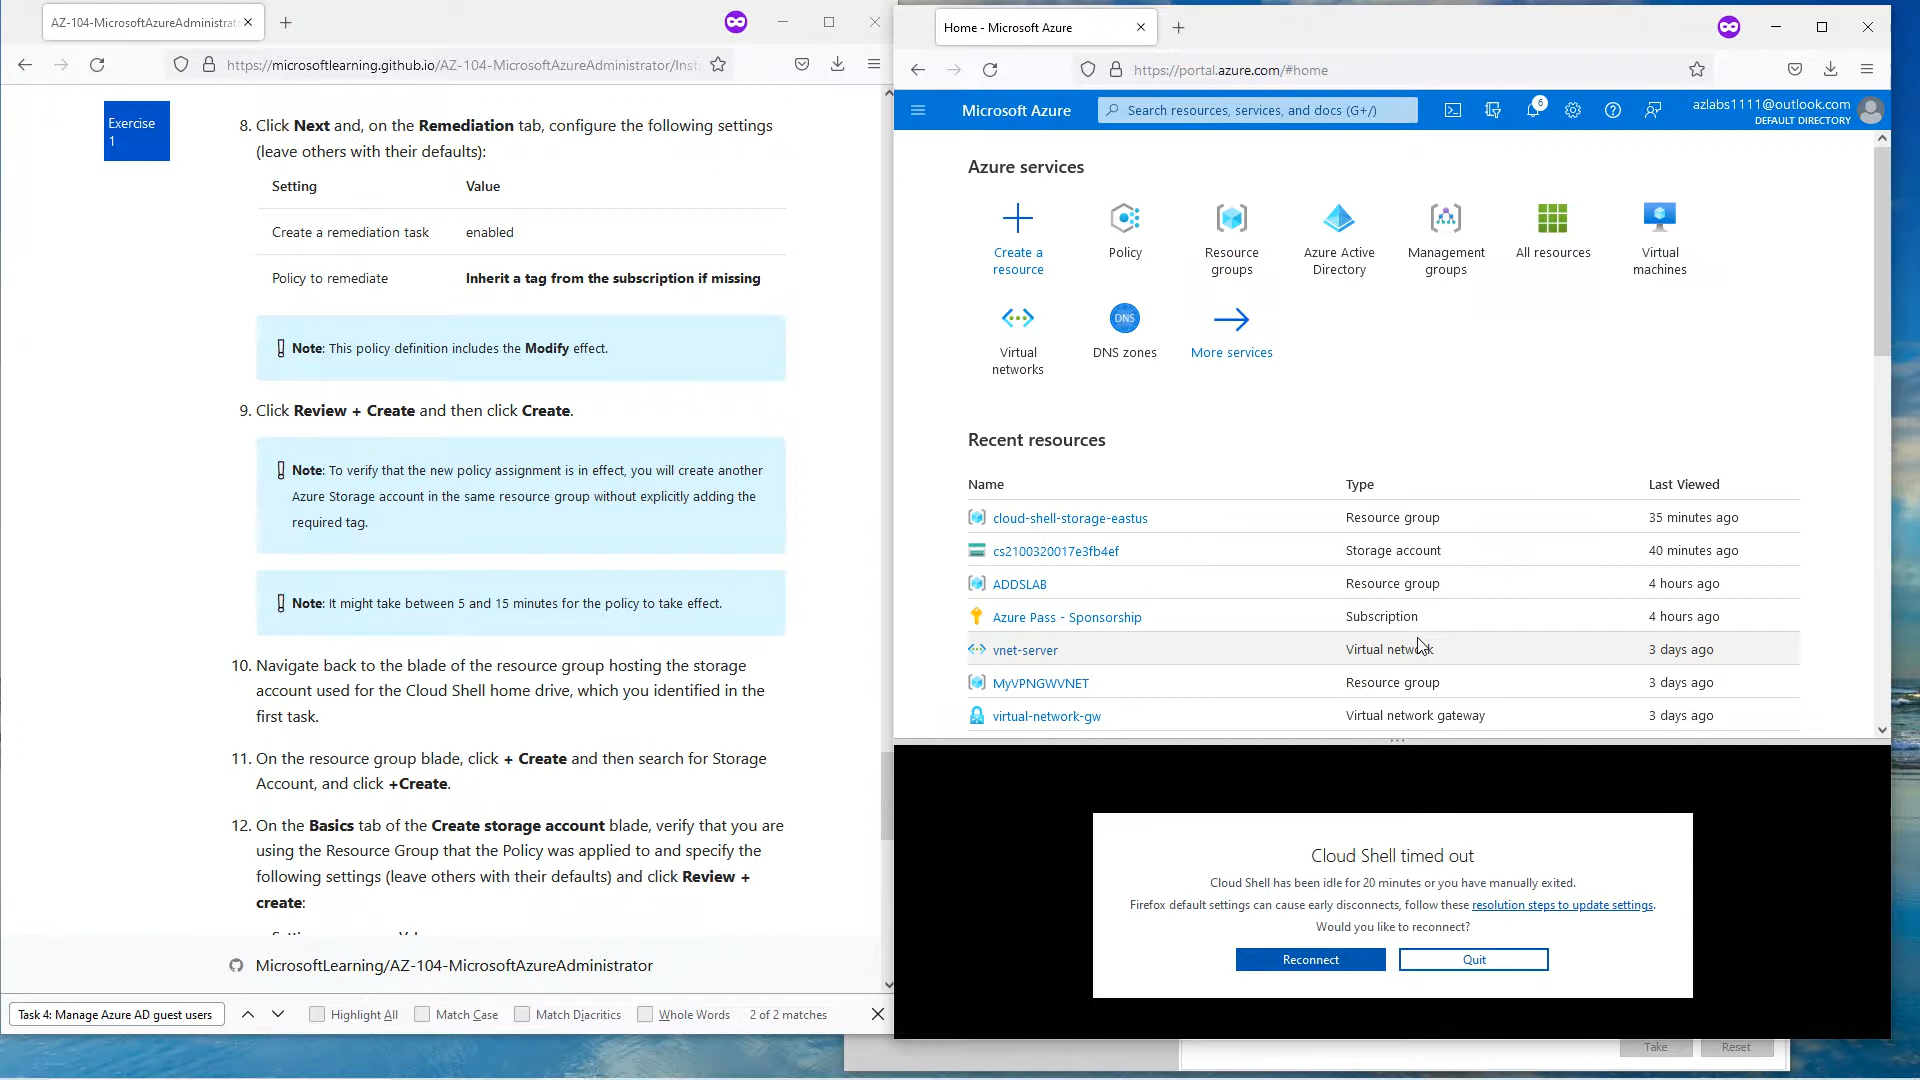 AZ-104-MicrosoftAzureAdministrat
https://microsoftlearning.github.io/AZ-104-MicrosoftAzureAdministrator/Inst
Exercise
1
8. Click Next and, on the Remediation tab, configure the following settings
(leave others with their defaults):
Setting Value
Create a remediation task enabled
Policy to remediate Inherit a tag from the subscription if missing
Note: This policy definition includes the Modify effect.
9. Click Review + Create and then click Create.
Note: To verify that the new policy assignment is in effect, you will create another
Azure Storage account in the same resource group without explicitly adding the
required tag.
Note: It might take between 5 and 15 minutes for the policy to take effect.
10. Navigate back to the blade of the resource group hosting the storage
account used for the Cloud Shell home drive, which you identified in the
first task.
11. On the resource group blade, click + Create and then search for Storage
Account, and click +Create.
12. On the Basics tab of the Create storage account blade, verify that you are
using the Resource Group that the Policy was applied to and specify the
following settings (leave others with their defaults) and click Review +
create:
MicrosoftLearning/AZ-104-MicrosoftAzureAdministrator
Task 4: Manage Azure AD guest users
Highlight All
Match Case
Match Diacritics
Whole Words
2 of 2 matches
Home - Microsoft Azure
https://portal.azure.com/#home
Microsoft Azure
Search resources, services, and docs (G+/)
6
azlabs1111@outlook.com
DEFAULT DIRECTORY
Azure services
Create a
resource
Policy
Resource
groups
Azure Active
Directory
Management
groups
All resources
Virtual
machines
Virtual
networks
DNS
DNS zones
More services
Recent resources
Name Type Last Viewed
cloud-shell-storage-eastus Resource group 35 minutes ago
cs2100320017e3fb4ef Storage account 40 minutes ago
ADDSLAB Resource group 4 hours ago
Azure Pass - Sponsorship Subscription 4 hours ago
vnet-server Virtual network 3 days ago
MyVPNGWVNET Resource group 3 days ago
virtual-network-gw Virtual network gateway 3 days ago
Cloud Shell timed out
Cloud Shell has been idle for 20 minutes or you have manually exited.
Firefox default settings can cause early disconnects, follow these resolution steps to update settings.
Would you like to reconnect?
Reconnect
Quit
Take
Reset